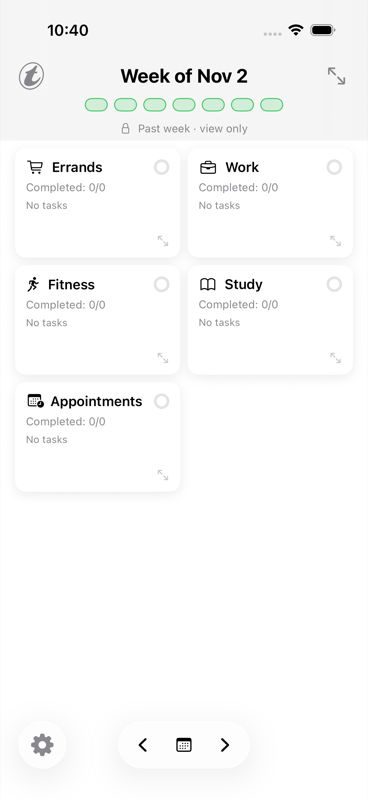 10:40
t
Week of Nov 2
Past week · view only
Errands
Completed: 0/0
No tasks
Work
Completed: 0/0
No tasks
Fitness
Completed: 0/0
No tasks
Study
Completed: 0/0
No tasks
Appointments
Completed: 0/0
No tasks